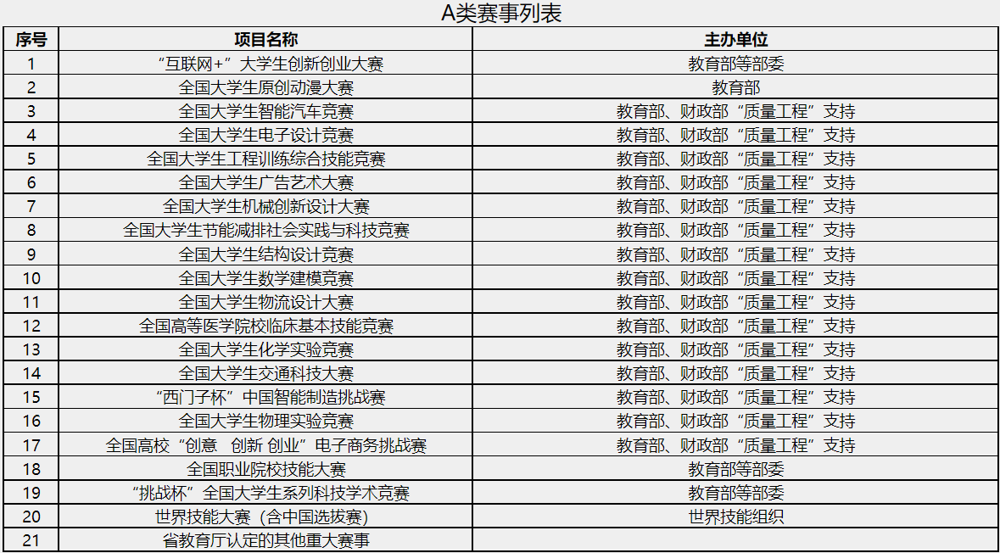 A类赛事列表
序号 项目名称 主办单位
1 “互联网+”大学生创新创业大赛 教育部等部委
2 全国大学生原创动漫大赛 教育部
3 全国大学生智能汽车竞赛 教育部、财政部“质量工程”支持
4 全国大学生电子设计竞赛 教育部、财政部“质量工程”支持
5 全国大学生工程训练综合技能竞赛 教育部、财政部“质量工程”支持
6 全国大学生广告艺术大赛 教育部、财政部“质量工程”支持
7 全国大学生机械创新设计大赛 教育部、财政部“质量工程”支持
8 全国大学生节能减排社会实践与科技竞赛 教育部、财政部“质量工程”支持
9 全国大学生结构设计竞赛 教育部、财政部“质量工程”支持
10 全国大学生数学建模竞赛 教育部、财政部“质量工程”支持
11 全国大学生物流设计大赛 教育部、财政部“质量工程”支持
12 全国高等医学院校临床基本技能竞赛 教育部、财政部“质量工程”支持
13 全国大学生化学实验竞赛 教育部、财政部“质量工程”支持
14 全国大学生交通科技大赛 教育部、财政部“质量工程”支持
15 “西门子杯”中国智能制造挑战赛 教育部、财政部“质量工程”支持
16 全国大学生物理实验竞赛 教育部、财政部“质量工程”支持
17 全国高校“创意 创新 创业”电子商务挑战赛 教育部、财政部“质量工程”支持
18 全国职业院校技能大赛 教育部等部委
19 “挑战杯”全国大学生系列科技学术竞赛 教育部等部委
20 世界技能大赛（含中国选拔赛） 世界技能组织
21 省教育厅认定的其他重大赛事